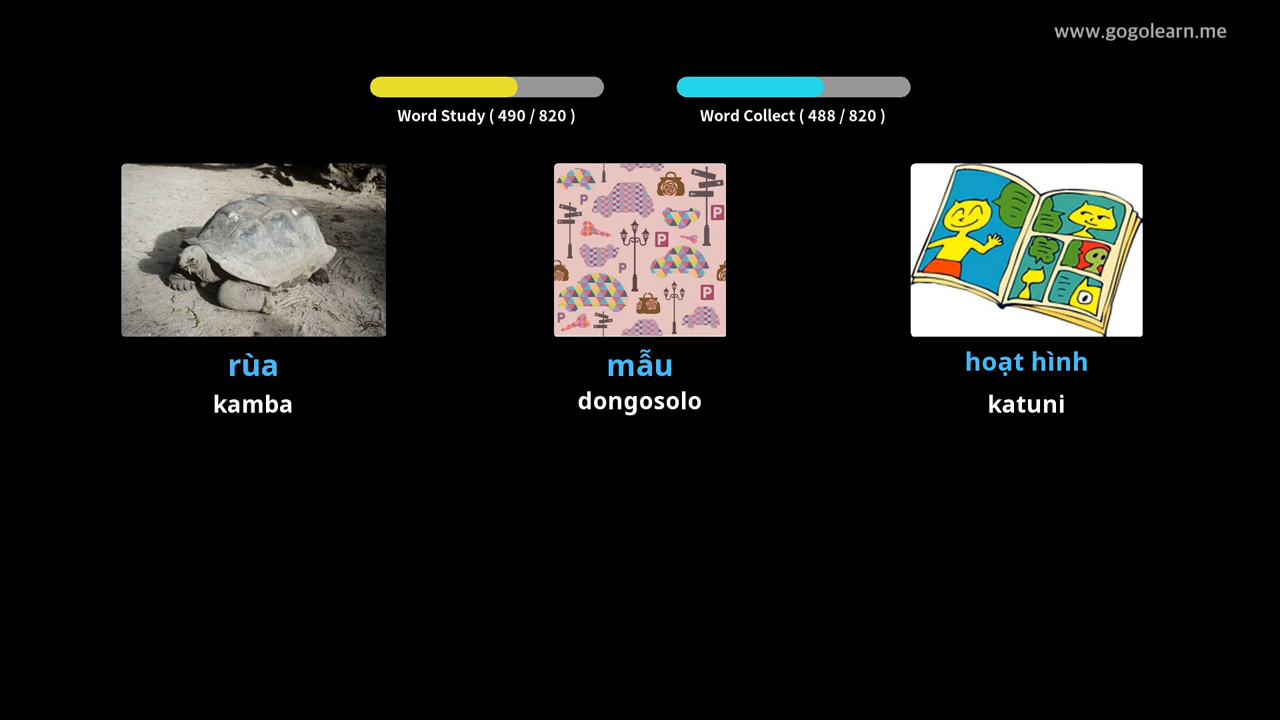 www.gogolearn.me
Word Study ( 490 / 820 )
Word Collect ( 488 / 820 )
rùa
kamba
P
P
P
P
P
P
mẫu
dongosolo
hoạt hình
katuni